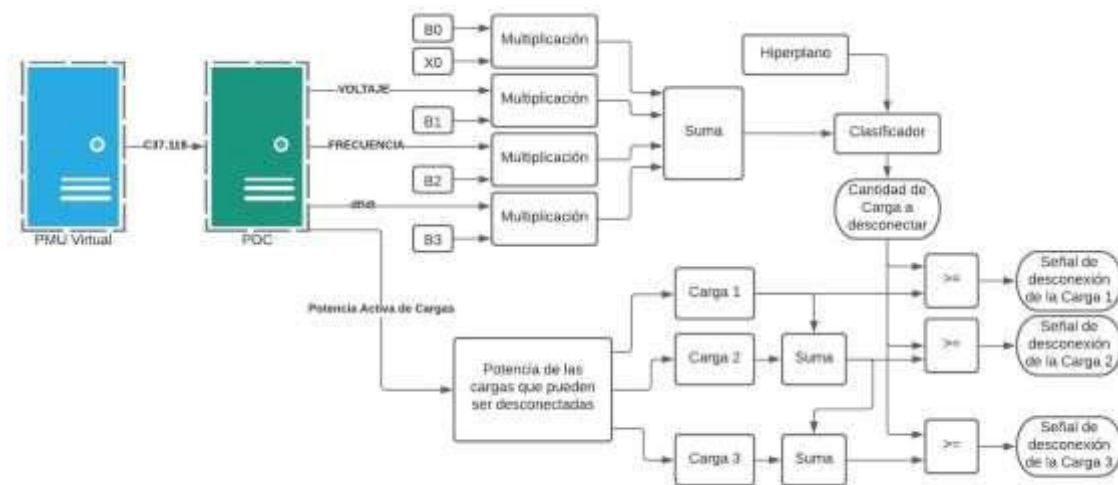 B0
Multiplicación
X0
Hiperplano
VOLTAJE
Multiplicación
B1
Suma
Clasificador
C37.118
FRECUENCIA
Multiplicación
B2
Cantidad de
Carga a
desconectar
Multiplicación
B3
PMU Virtual
PDC
Potencia Activa de Cargas
Carga 1
>=
Señal de
desconexión
de la Carga 1
Potencia de las
cargas que pueden
ser desconectadas
Carga 2
Suma
>=
Señal de
desconexión
de la Carga 2
Carga 3
Suma
>=
Señal de
desconexión
de la Carga 3